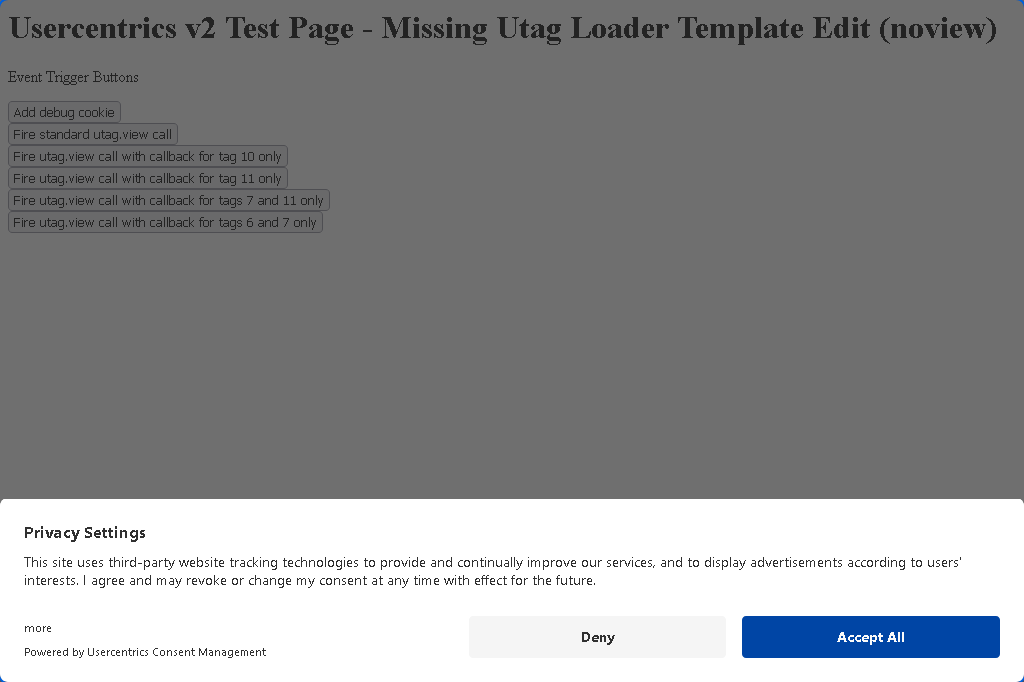 Usercentrics v2 Test Page - Missing Utag Loader Template Edit (noview)
Event Trigger Buttons
Add debug cookie
Fire standard utag.view call
Fire utag.view call with callback for tag 10 only
Fire utag.view call with callback for tag 11 only
Fire utag.view call with callback for tags 7 and 11 only
Fire utag.view call with callback for tags 6 and 7 only
Privacy Settings
This site uses third-party website tracking technologies to provide and continually improve our services, and to display advertisements according to users'
interests. I agree and may revoke or change my consent at any time with effect for the future.
more
Deny
Accept All
Powered by Usercentrics Consent Management